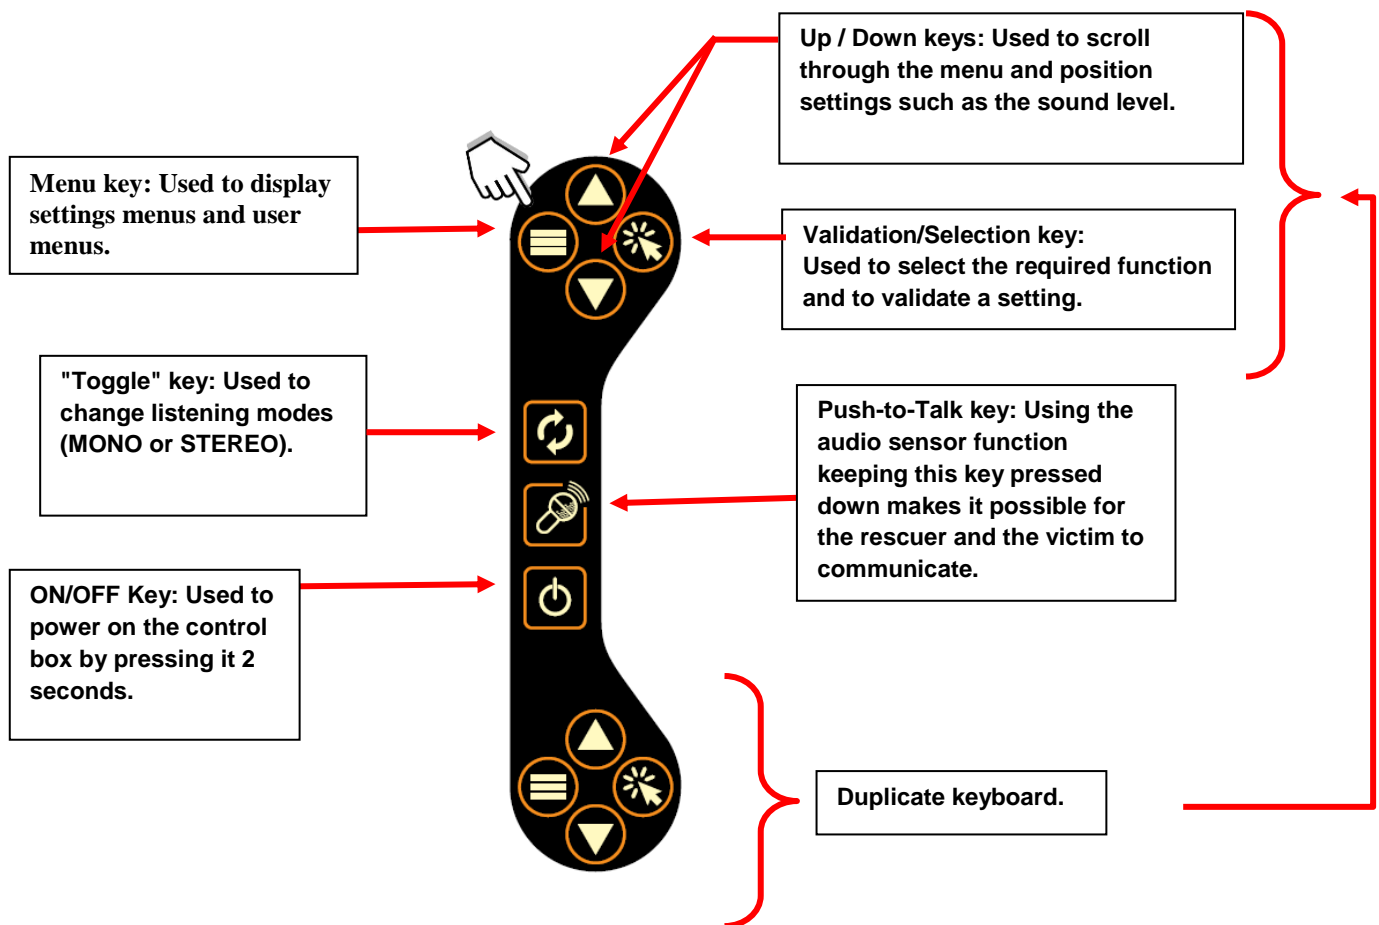 Up / Down keys: Used to scroll
through the menu and position
settings such as the sound level.
Menu key: Used to display
settings menus and user
menus.
Validation/Selection key:
Used to select the required function
and to validate a setting.
"Toggle" key: Used to
change listening modes
(MONO or STEREO).
Push-to-Talk key: Using the
audio sensor function
keeping this key pressed
down makes it possible for
the rescuer and the victim to
communicate.
ON/OFF Key: Used to
power on the control
box by pressing it 2
seconds.
Duplicate keyboard.